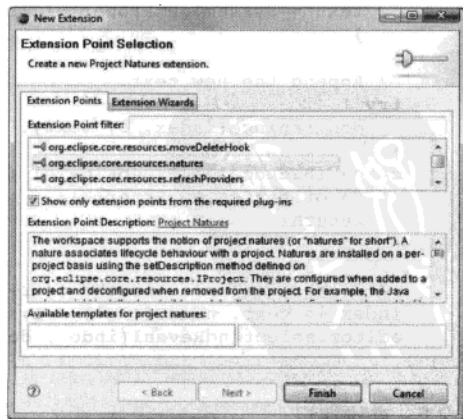 New Extension
Extension Point Selection
Create a new Project Natures extension.
Extension Points Extension Wizards
Extension Point filter:
org.eclipse.core.resources.moveDeleteHook
org.eclipse.core.resources.natures
org.eclipse.core.resources.refreshProviders
Show only extension points from the required plug-ins
Extension Point Description: Project Natures
The workspace supports the notion of project natures (or "natures" for short"). A
nature associates lifecycle behaviour with a project. Natures are installed on a per-
project basis using the setDescription method defined on
org.eclipse.core.resources.IProject. They are configured when added to a
project and deconfigured when removed from the project. For example, the Java
Available templates for project natures:
< Back Next > Finish Cancel